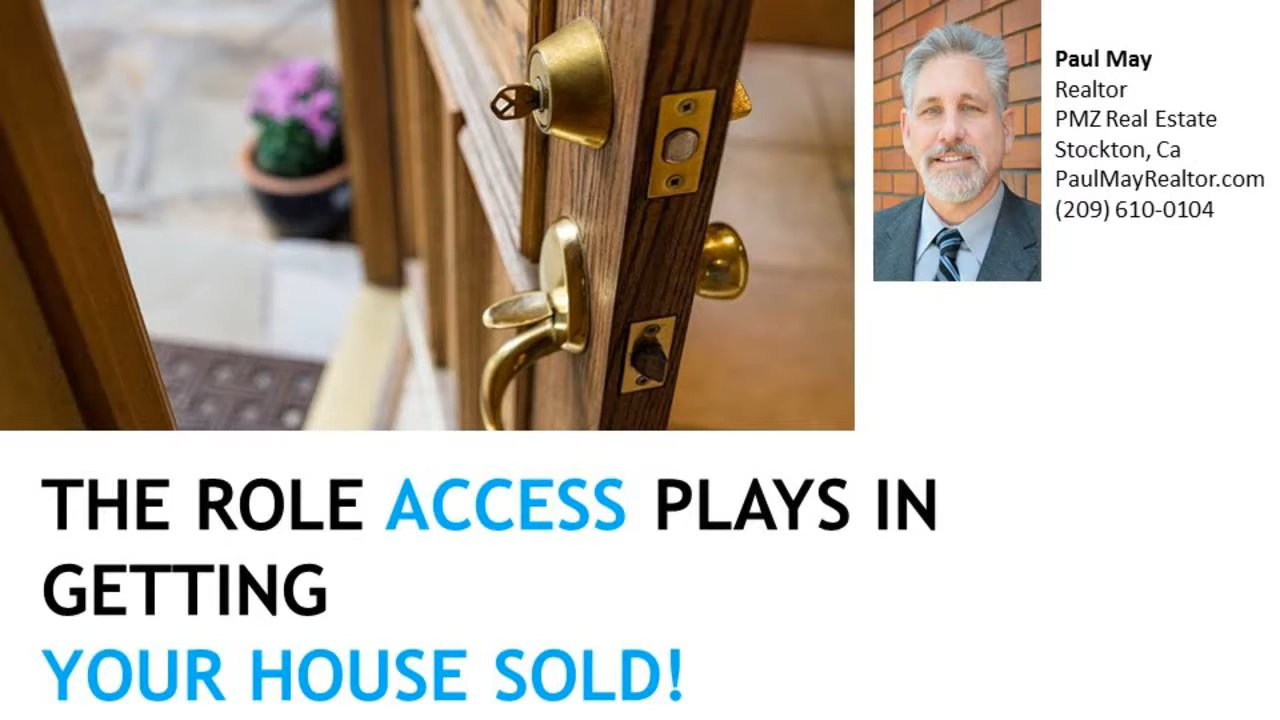 Paul May
Realtor
PMZ Real Estate
Stockton, Ca
PaulMayRealtor.com
(209) 610-0104
THE ROLE ACCESS PLAYS IN
GETTING
YOUR HOUSE SOLD!